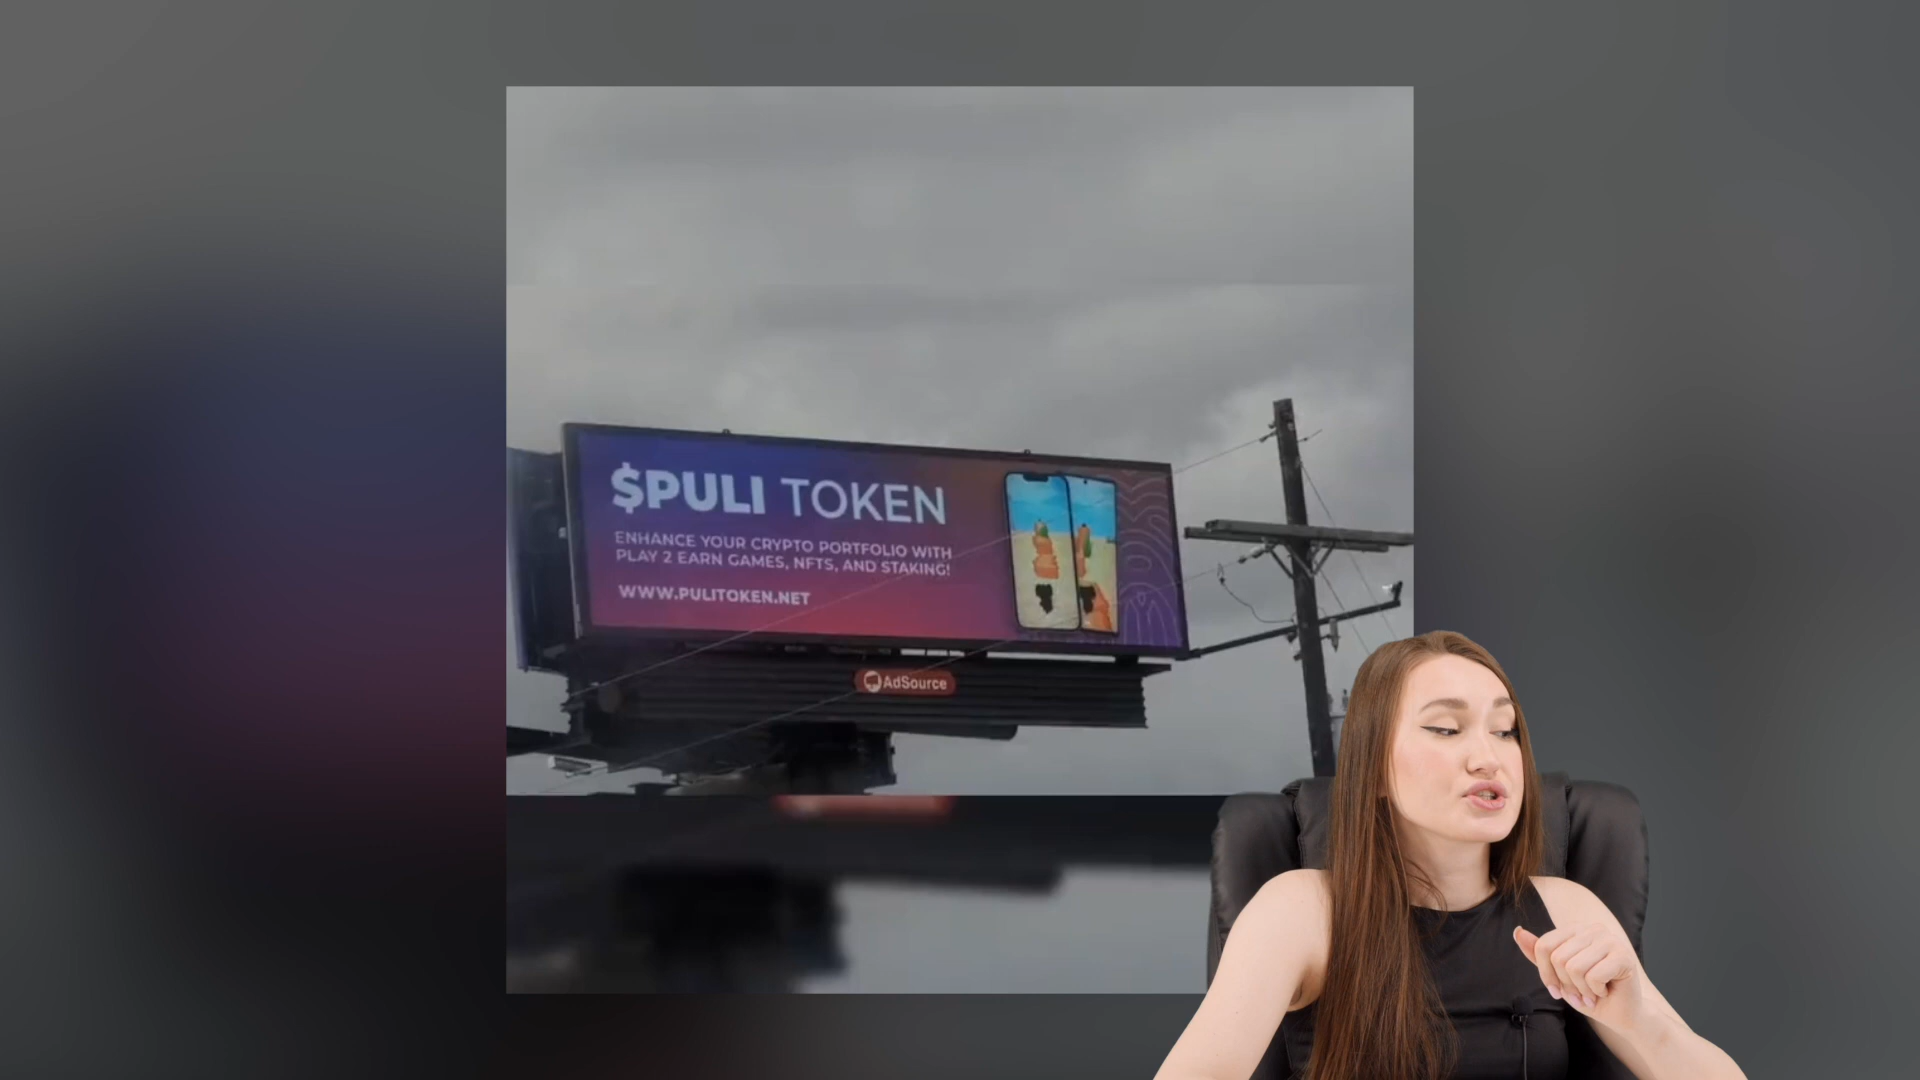 $PULI TOKEN
ENHANCE YOUR CRYPTO PORTFOLIO WITH
PLAY 2 EARN GAMES, NFTS, AND STAKING!
WWW.PULITOKEN.NET
AdSource